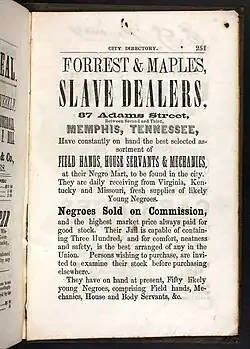 CITY DIRECTORY. 251
FORREST & MAPLES,
SLAVE DEALERS,
87 Adams Street,
Between Second and Third,
MEMPHIS, TENNESSEE,
Have constantly on hand the best selected as-
sortment of
FIELD HANDS, HOUSE SERVANTS & MECHANICS,
at their Negro Mart, to be found in the city.
They are daily receiving from Virginia, Ken-
tucky and Missouri, fresh supplies of likely
Young Negroes.
Negroes Sold on Commission,
and the highest market price always paid for
good stock. Their Jail is capable of contain-
ing Three Hundred, and for comfort, neatness
and safety, is the best arranged of any in the
Union. Persons wishing to purchase, are invi-
ted to examine their stock before purchasing
elsewhere.
They have on hand at present, Fifty likely
young Negroes, comprising Field hands, Me-
chanics, House and Body Servants, &c.